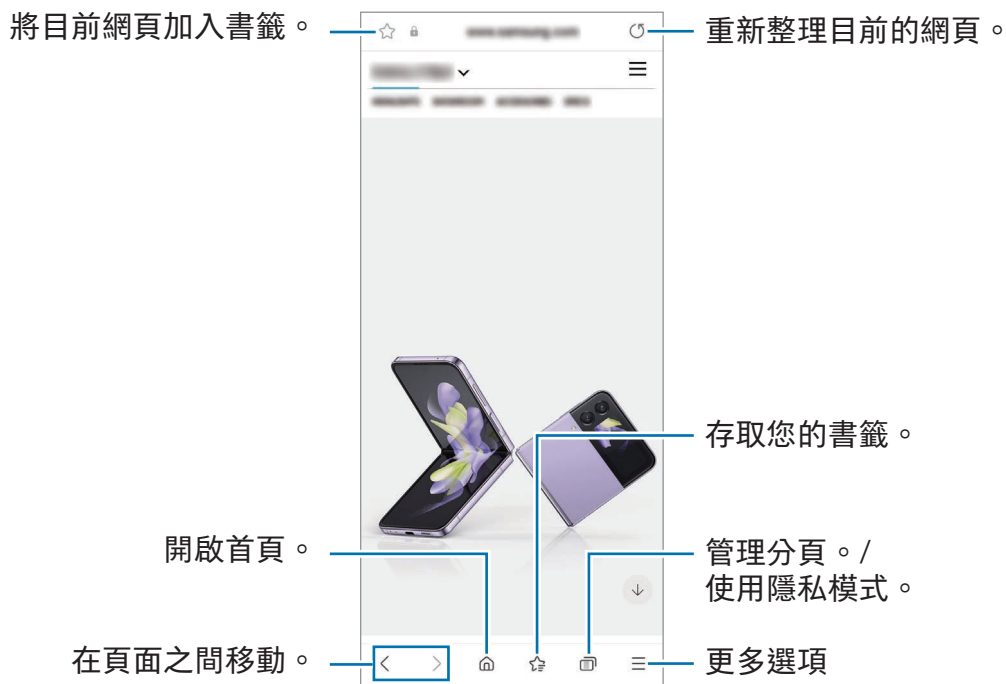 將目前網頁加入書籤。
重新整理目前的網頁。
存取您的書籤。
開啟首頁。
管理分頁。/
使用隱私模式。
在頁面之間移動。
更多選項